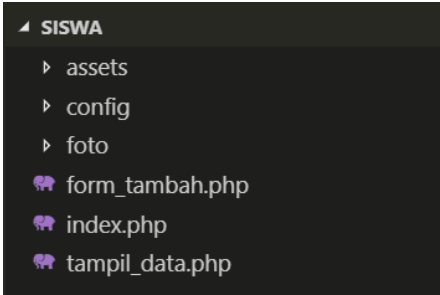 SISWA
assets
config
foto
form_tambah.php
index.php
tampil_data.php